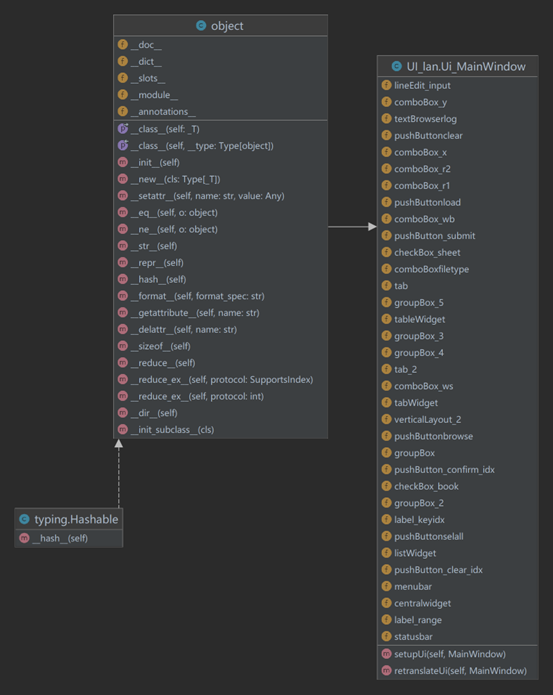 object
__doc__
__dict__
__slots__
__module__
__annotations__
__class__(self: _T)
__class__(self, __type: Type[object])
__init__(self)
__new__(cls: Type[_T])
__setattr__(self, name: str, value: Any)
__eq__(self, o: object)
__ne__(self, o: object)
__str__(self)
__repr__(self)
__hash__(self)
__format__(self, format_spec: str)
__getattribute__(self, name: str)
__delattr__(self, name: str)
__sizeof__(self)
__reduce__(self)
__reduce_ex__(self, protocol: SupportsIndex)
__reduce_ex__(self, protocol: int)
__dir__(self)
__init_subclass__(cls)
typing.Hashable
__hash__(self)
UI_lan.Ui_MainWindow
lineEdit_input
comboBox_y
textBrowserlog
pushButtonclear
comboBox_x
comboBox_r2
comboBox_r1
pushButtonload
comboBox_wb
pushButton_submit
checkBox_sheet
comboBoxfiletype
tab
groupBox_5
tableWidget
groupBox_3
groupBox_4
tab_2
comboBox_ws
tabWidget
verticalLayout_2
pushButtonbrowse
groupBox
pushButton_confirm_idx
checkBox_book
groupBox_2
label_keyidx
pushButtonselall
listWidget
pushButton_clear_idx
menubar
centralwidget
label_range
statusbar
setupUi(self, MainWindow)
retranslateUi(self, MainWindow)